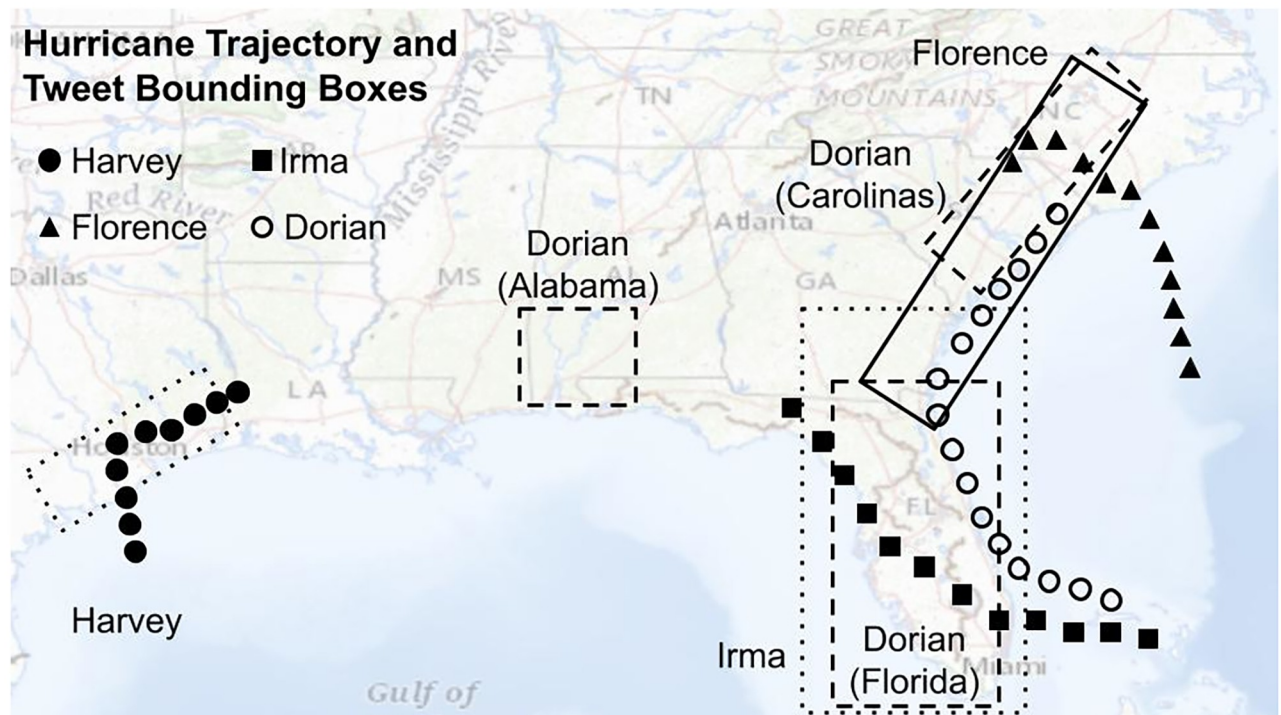 Hurricane Trajectory and
Tweet Bounding Boxes
Harvey
Irma
Florence
Dorian
GREAT
SMOKY
MOUNTAINS
Florence
TN
NC
Dorian
(Carolinas)
Mississippi River
Red River
Atlanta
Dallas
MS
AL
GA
Dorian
(Alabama)
LA
Houston
FL
Harvey
Irma
Dorian
(Florida)
Miami
Gulf of